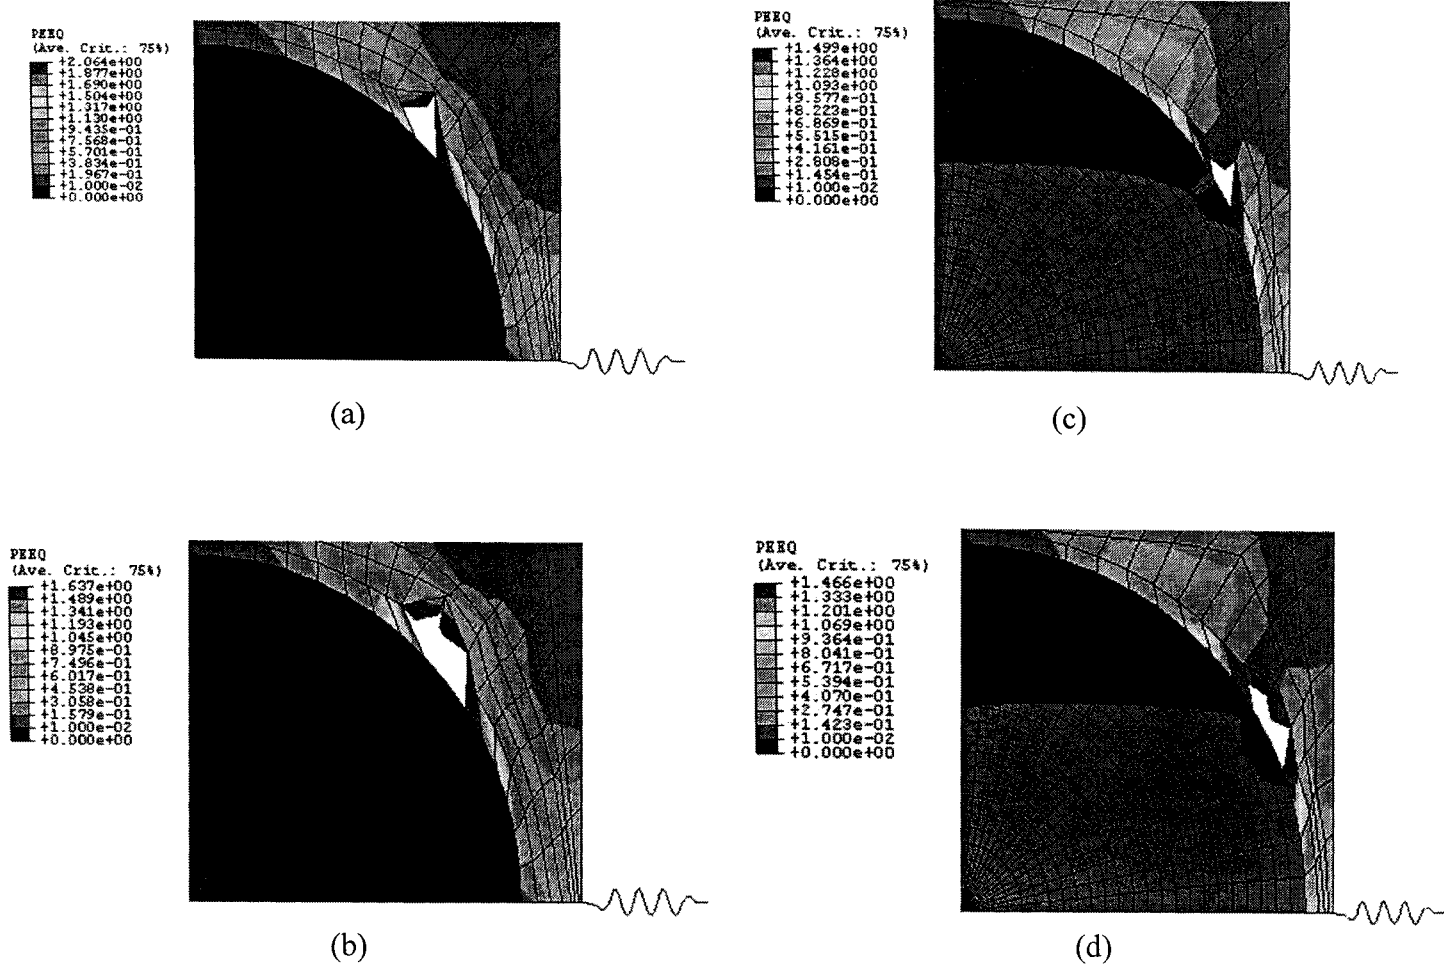 PEEQ
(Ave. Crit.: 75%)
+2.064e+00
+1.877e+00
+1.690e+00
+1.504e+00
+1.317e+00
+1.130e+00
+9.435e-01
+7.568e-01
+5.701e-01
+3.834e-01
+1.967e-01
+1.000e-02
+0.000e+00
(a)
PEEQ
(Ave. Crit.: 75%)
+1.499e+00
+1.364e+00
+1.228e+00
+1.093e+00
+9.577e-01
+8.223e-01
+6.869e-01
+5.515e-01
+4.161e-01
+2.808e-01
+1.454e-01
+1.000e-02
+0.000e+00
(c)
PEEQ
(Ave. Crit.: 75%)
+1.637e+00
+1.489e+00
+1.341e+00
+1.193e+00
+1.045e+00
+8.975e-01
+7.496e-01
+6.017e-01
+4.538e-01
+3.058e-01
+1.579e-01
+1.000e-02
+0.000e+00
(b)
PEEQ
(Ave. Crit.: 75%)
+1.466e+00
+1.333e+00
+1.201e+00
+1.069e+00
+9.364e-01
+8.041e-01
+6.717e-01
+5.394e-01
+4.070e-01
+2.747e-01
+1.423e-01
+1.000e-02
+0.000e+00
(d)